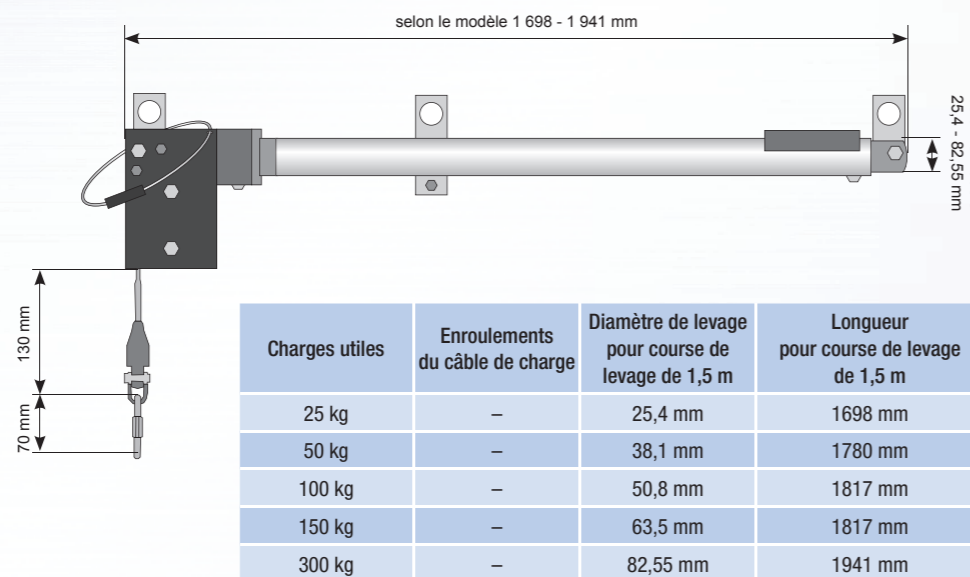 selon le modèle 1 698 - 1 941 mm
25,4 - 82,55 mm
130 mm
70 mm
Charges utiles
Enroulements
du câble de charge
Diamètre de levage
pour course de
levage de 1,5 m
Longueur
pour course de levage
de 1,5 m
25 kg – 25,4 mm 1698 mm
50 kg – 38,1 mm 1780 mm
100 kg – 50,8 mm 1817 mm
150 kg – 63,5 mm 1817 mm
300 kg – 82,55 mm 1941 mm